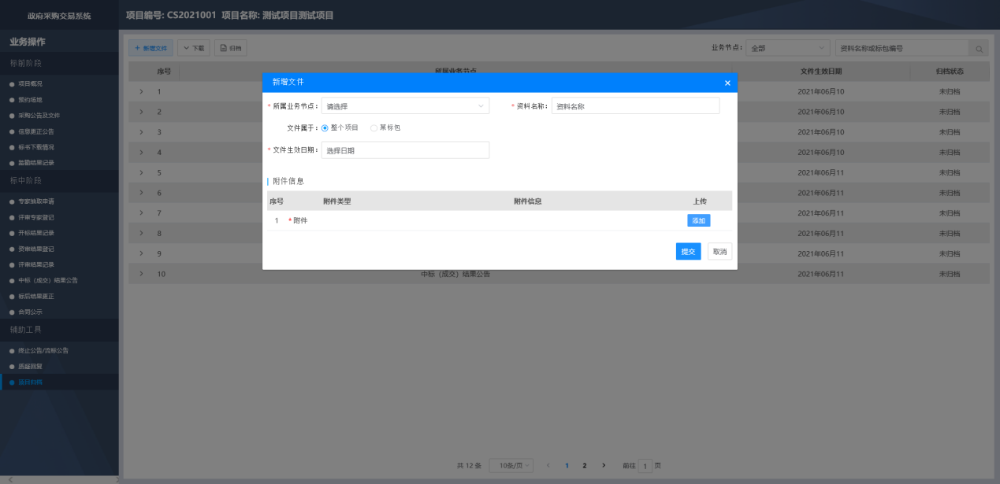 政府采购交易系统
项目编号: CS2021001 项目名称: 测试项目测试项目
业务操作
标前阶段
项目概况
预约场地
采购公告及文件
信息更正公告
标书下载情况
踏勘结果记录
标中阶段
专家抽取申请
评审专家登记
开标结果记录
资审结果登记
评审结果记录
中标（成交）结果公告
标后结果更正
合同公示
辅助工具
终止公告/流标公告
质疑回复
项目归档
+ 新增文件
下载
归档
业务节点:
全部
资料名称或标包编号
序号
所属业务节点
文件生效日期
归档状态
1
2021年06月10
未归档
2
2021年06月10
未归档
3
2021年06月10
未归档
4
2021年06月10
未归档
5
2021年06月11
未归档
6
2021年06月11
未归档
7
2021年06月11
未归档
8
2021年06月11
未归档
9
2021年06月11
未归档
10
中标（成交）结果公告
2021年06月11
未归档
新增文件
* 所属业务节点:
请选择
* 资料名称:
资料名称
文件属于:
整个项目
某标包
* 文件生效日期:
选择日期
附件信息
序号
附件类型
附件信息
上传
1
* 附件
添加
提交
取消
共 12 条
10条/页
1
2
前往
1
页